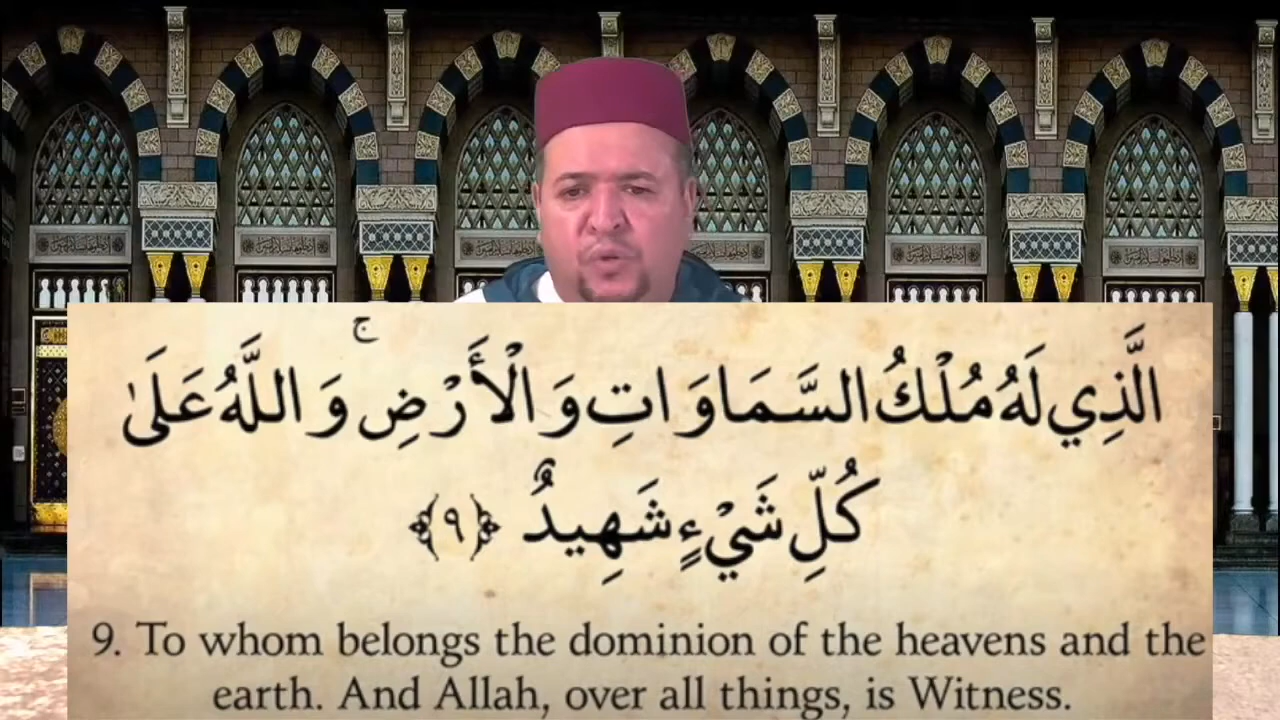 الَّذِي لَهُ مُلْكُ السَّمَاوَاتِ وَالْأَرْضِ ۚ وَاللَّهُ عَلَىٰ
كُلِّ شَيْءٍ شَهِيدٌ ﴿٩﴾
9. To whom belongs the dominion of the heavens and the
earth. And Allah, over all things, is Witness.